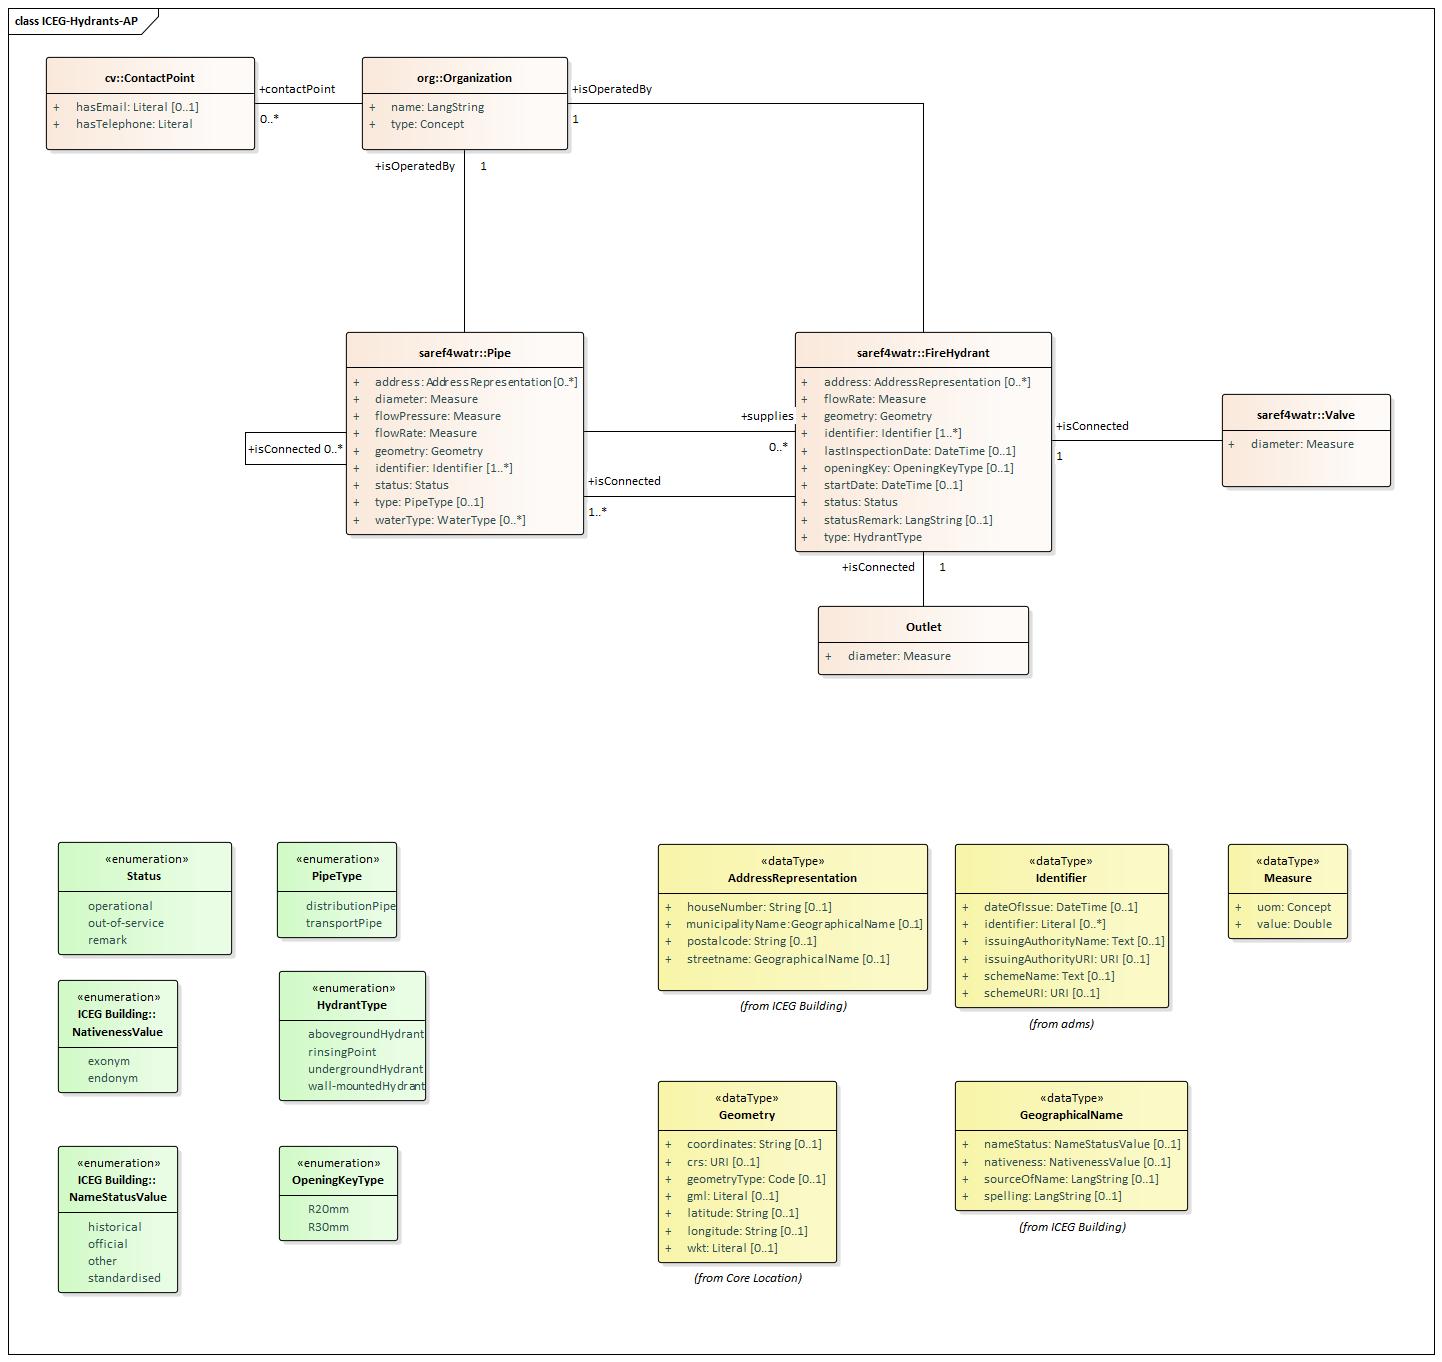 class ICEG-Hydrants-AP
cv::ContactPoint
+ hasEmail: Literal [0..1]
+ hasTelephone: Literal
+contactPoint
0..*
org::Organization
+ name: LangString
+ type: Concept
+isOperatedBy
1
+isOperatedBy
1
saref4watr::Pipe
+ address: AddressRepresentation [0..*]
+ diameter: Measure
+ flowPressure: Measure
+ flowRate: Measure
+ geometry: Geometry
+ identifier: Identifier [1..*]
+ status: Status
+ type: PipeType [0..1]
+ waterType: WaterType [0..*]
+isConnected 0..*
+supplies
0..*
+isConnected
1..*
saref4watr::FireHydrant
+ address: AddressRepresentation [0..*]
+ flowRate: Measure
+ geometry: Geometry
+ identifier: Identifier [1..*]
+ lastInspectionDate: DateTime [0..1]
+ openingKey: OpeningKeyType [0..1]
+ startDate: DateTime [0..1]
+ status: Status
+ statusRemark: LangString [0..1]
+ type: HydrantType
+isConnected
1
saref4watr::Valve
+ diameter: Measure
+isConnected
1
Outlet
+ diameter: Measure
«enumeration»
Status
operational
out-of-service
remark
«enumeration»
PipeType
distributionPipe
transportPipe
«dataType»
AddressRepresentation
+ houseNumber: String [0..1]
+ municipalityName: GeographicalName [0..1]
+ postalcode: String [0..1]
+ streetname: GeographicalName [0..1]
(from ICEG Building)
«dataType»
Identifier
+ dateOfIssue: DateTime [0..1]
+ identifier: Literal [0..*]
+ issuingAuthorityName: Text [0..1]
+ issuingAuthorityURI: URI [0..1]
+ schemeName: Text [0..1]
+ schemeURI: URI [0..1]
(from adms)
«dataType»
Measure
+ uom: Concept
+ value: Double
«enumeration»
ICEG Building::
NativenessValue
exonym
endonym
«enumeration»
HydrantType
abovegroundHydrant
rinsingPoint
undergroundHydrant
wall-mountedHydrant
«enumeration»
ICEG Building::
NameStatusValue
historical
official
other
standardised
«enumeration»
OpeningKeyType
R20mm
R30mm
«dataType»
Geometry
+ coordinates: String [0..1]
+ crs: URI [0..1]
+ geometryType: Code [0..1]
+ gml: Literal [0..1]
+ latitude: String [0..1]
+ longitude: String [0..1]
+ wkt: Literal [0..1]
(from Core Location)
«dataType»
GeographicalName
+ nameStatus: NameStatusValue [0..1]
+ nativeness: NativenessValue [0..1]
+ sourceOfName: LangString [0..1]
+ spelling: LangString [0..1]
(from ICEG Building)